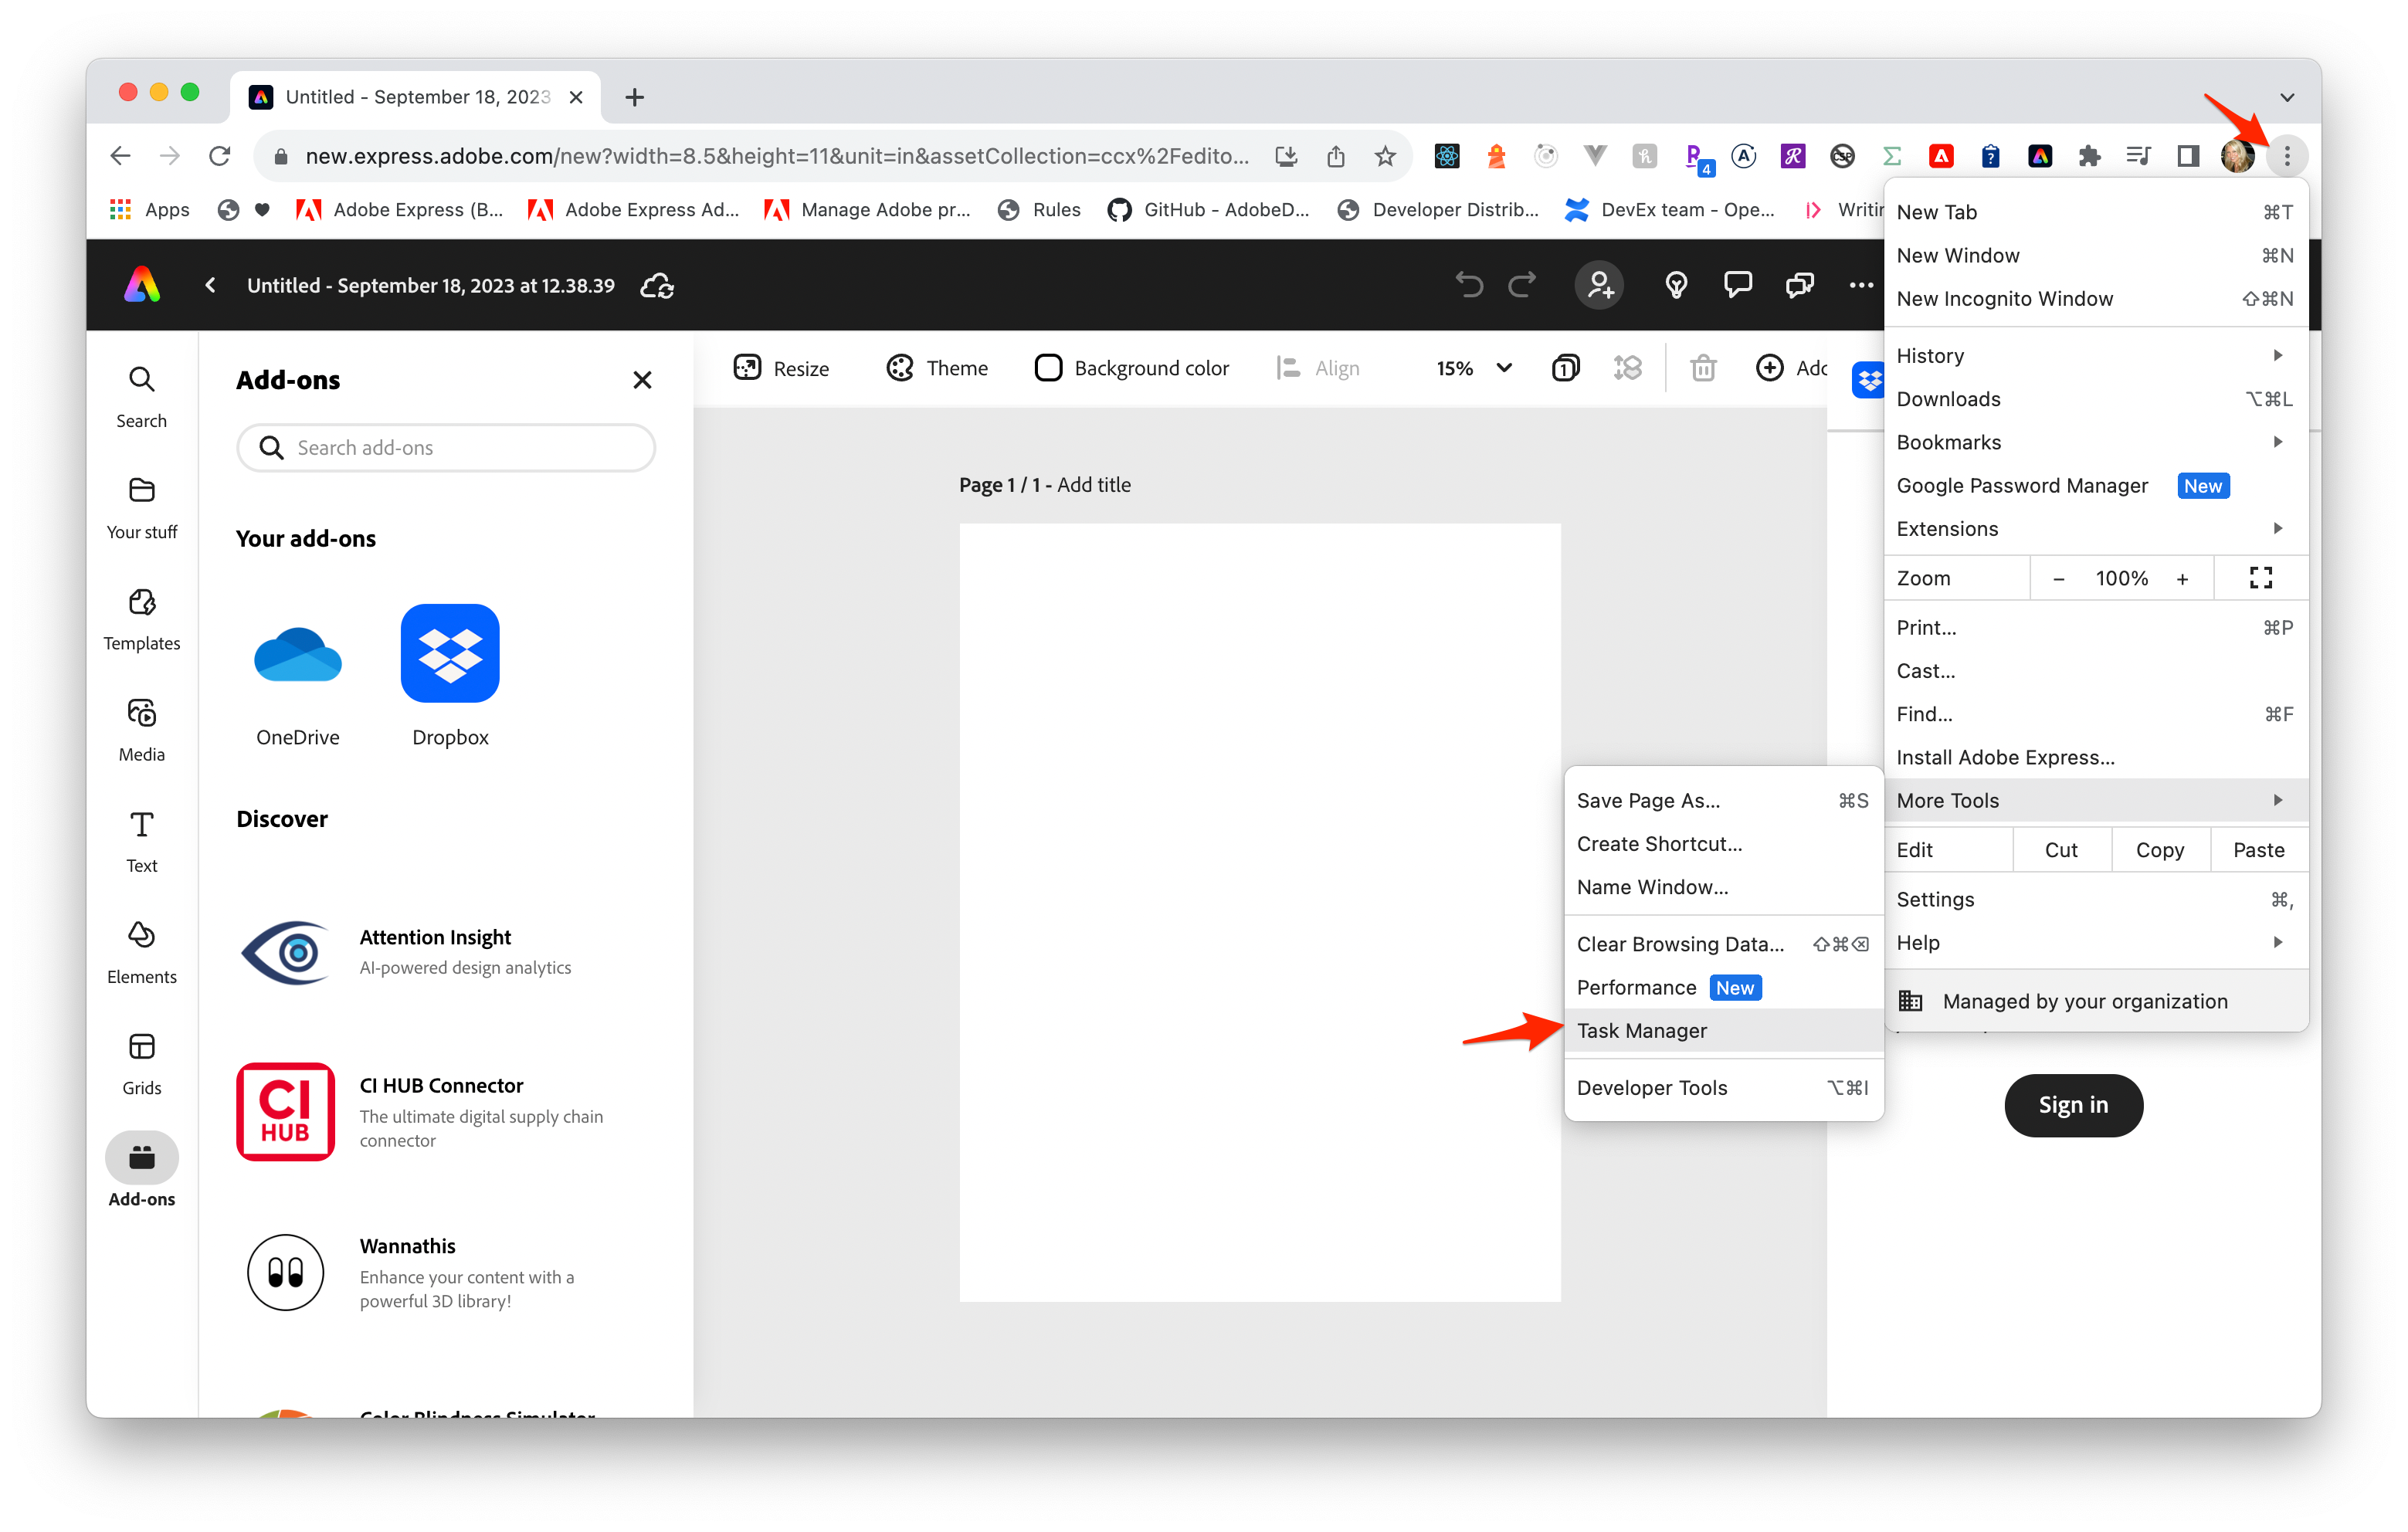 Untitled - September 18, 2023
new.express.adobe.com/new?width=8.5&height=11&unit=in&assetCollection=ccx%2Fedito...
4
Apps
Adobe Express (B...
Adobe Express Ad...
Manage Adobe pr...
Rules
GitHub - AdobeD...
Developer Distrib...
DevEx team - Ope...
Untitled - September 18, 2023 at 12.38.39
Search
Your stuff
Templates
Media
Text
Elements
Grids
Add-ons
Add-ons
Search add-ons
Your add-ons
OneDrive
Dropbox
Discover
Attention Insight
AI-powered design analytics
CI
HUB
CI HUB Connector
The ultimate digital supply chain
connector
Wannathis
Enhance your content with a
powerful 3D library!
Color Blindness Simulator
Resize
Theme
Background color
Align
15%
1
Page 1 / 1 - Add title
New Tab ⌘T
New Window ⌘N
New Incognito Window ⇧⌘N
History
Downloads ⌥⌘L
Bookmarks
Google Password Manager New
Extensions
Zoom − 100% +
Print... ⌘P
Cast...
Find... ⌘F
Install Adobe Express...
More Tools
Edit Cut Copy Paste
Settings ⌘,
Help
Managed by your organization
Save Page As... ⌘S
Create Shortcut...
Name Window...
Clear Browsing Data... ⇧⌘⌫
Performance New
Task Manager
Developer Tools ⌥⌘I
Sign in